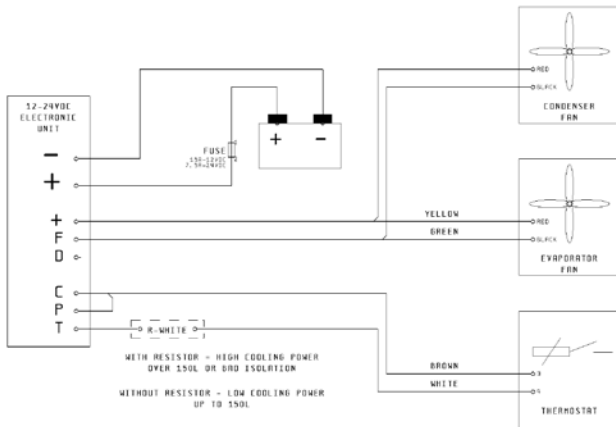 12-24VDC
ELECTRONIC
UNIT
-
+
+
F
D
C
P
T
FUSE
15A-12VDC
7.5A-24VDC
+ -
RED
BLACK
CONDENSER
FAN
YELLOW
GREEN
RED
BLACK
EVAPORATOR
FAN
R-WHITE
WITH RESISTOR - HIGH COOLING POWER
OVER 150L OR BAD ISOLATION
WITHOUT RESISTOR - LOW COOLING POWER
UP TO 150L
BROWN
WHITE
THERMOSTAT